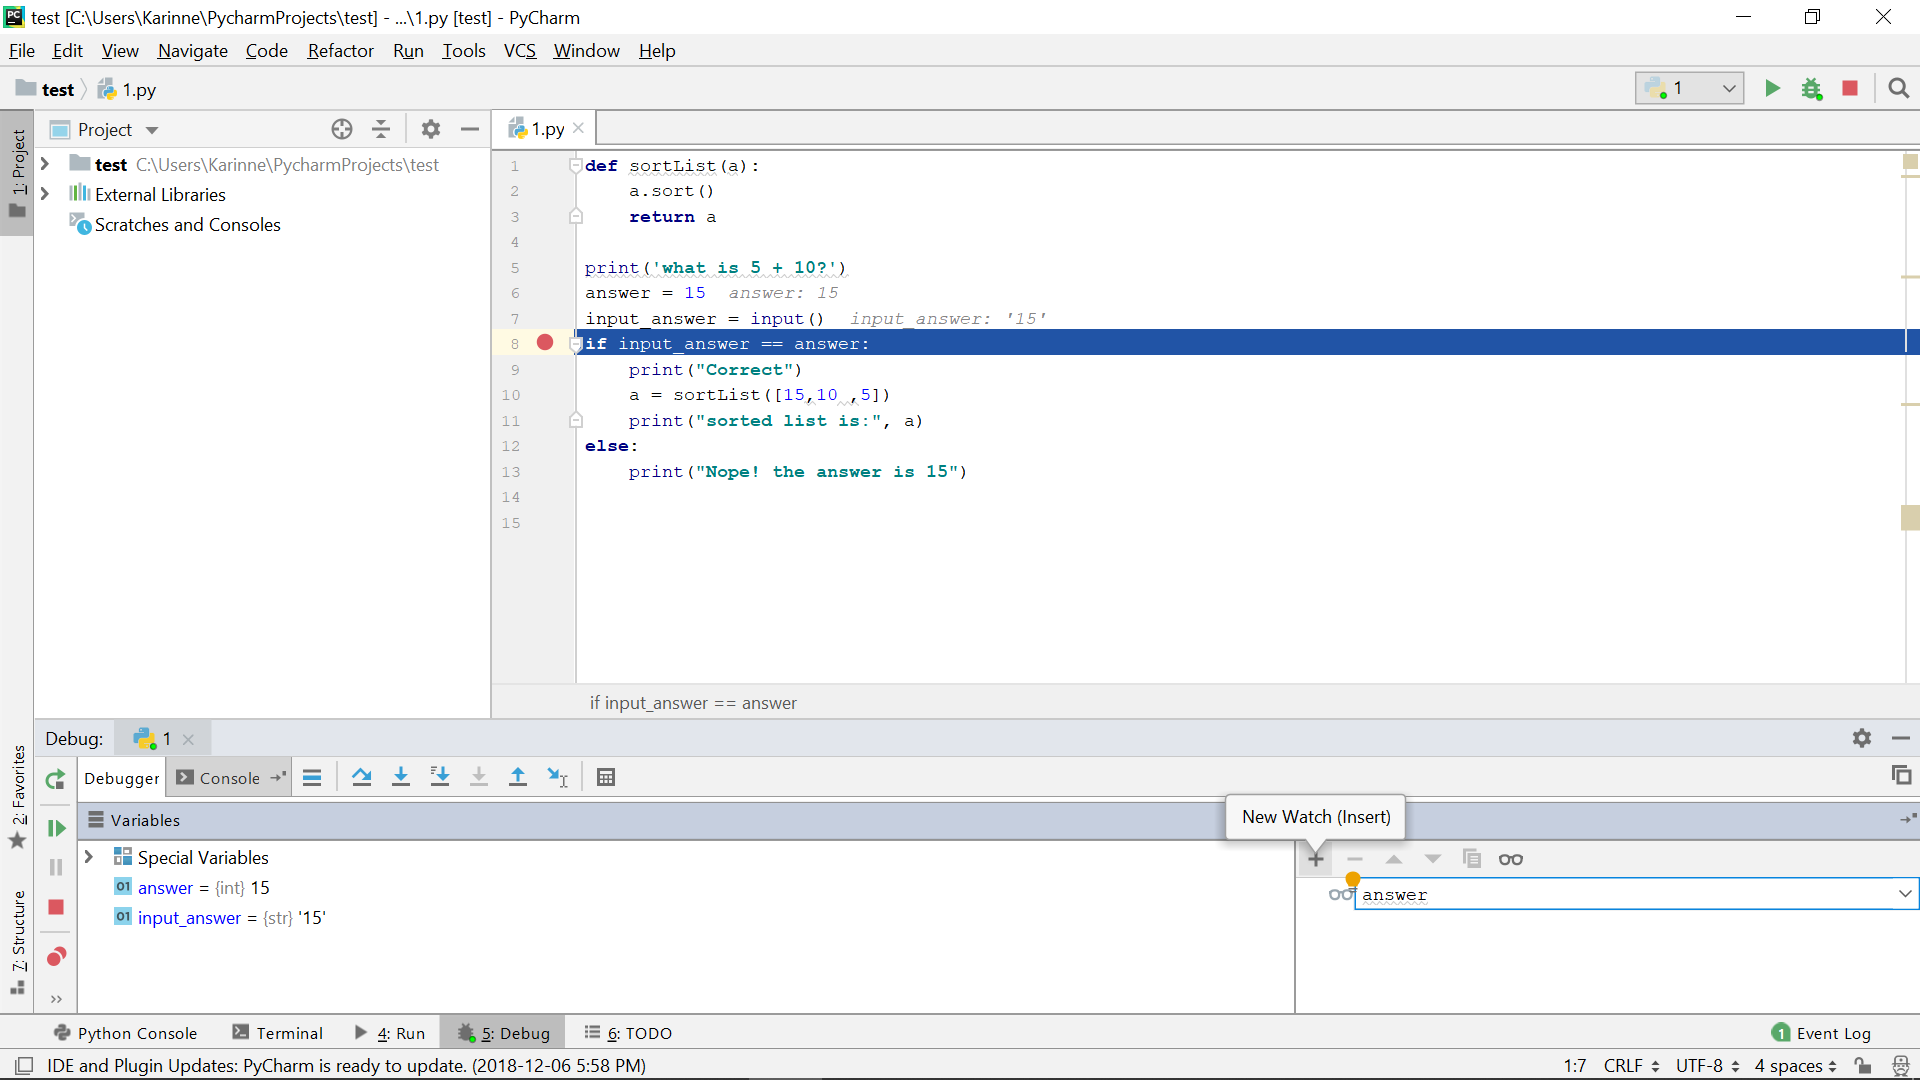 test [C:\Users\Karinne\PycharmProjects\test] - ...\1.py [test] - PyCharm
File Edit View Navigate Code Refactor Run Tools VCS Window Help
test 1.py 1
1: Project
Project 1.py
test C:\Users\Karinne\PycharmProjects\test
External Libraries
Scratches and Consoles
1 def sortList(a):
2 a.sort()
3 return a
4
5 print('what is 5 + 10?')
6 answer = 15 answer: 15
7 input_answer = input() input_answer: '15'
8 if input_answer == answer:
9 print("Correct")
10 a = sortList([15,10 ,5])
11 print("sorted list is:", a)
12 else:
13 print("Nope! the answer is 15")
14
15
if input_answer == answer
2: Favorites
7: Structure
Debug: 1
Debugger Console
New Watch (Insert)
Variables
Special Variables
answer = {int} 15
input_answer = {str} '15'
answer
Python Console Terminal 4: Run 5: Debug 6: TODO 1 Event Log
IDE and Plugin Updates: PyCharm is ready to update. (2018-12-06 5:58 PM) 1:7 CRLF UTF-8 4 spaces